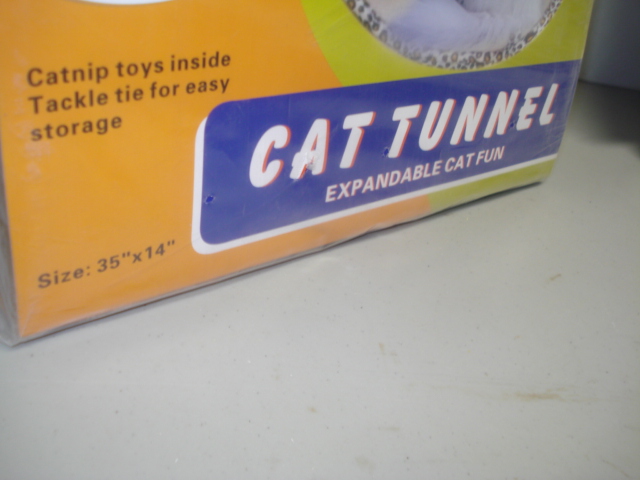 Catnip toys inside
Tackle tie for easy
storage
CAT TUNNEL
EXPANDABLE CAT FUN
Size: 35"x14"